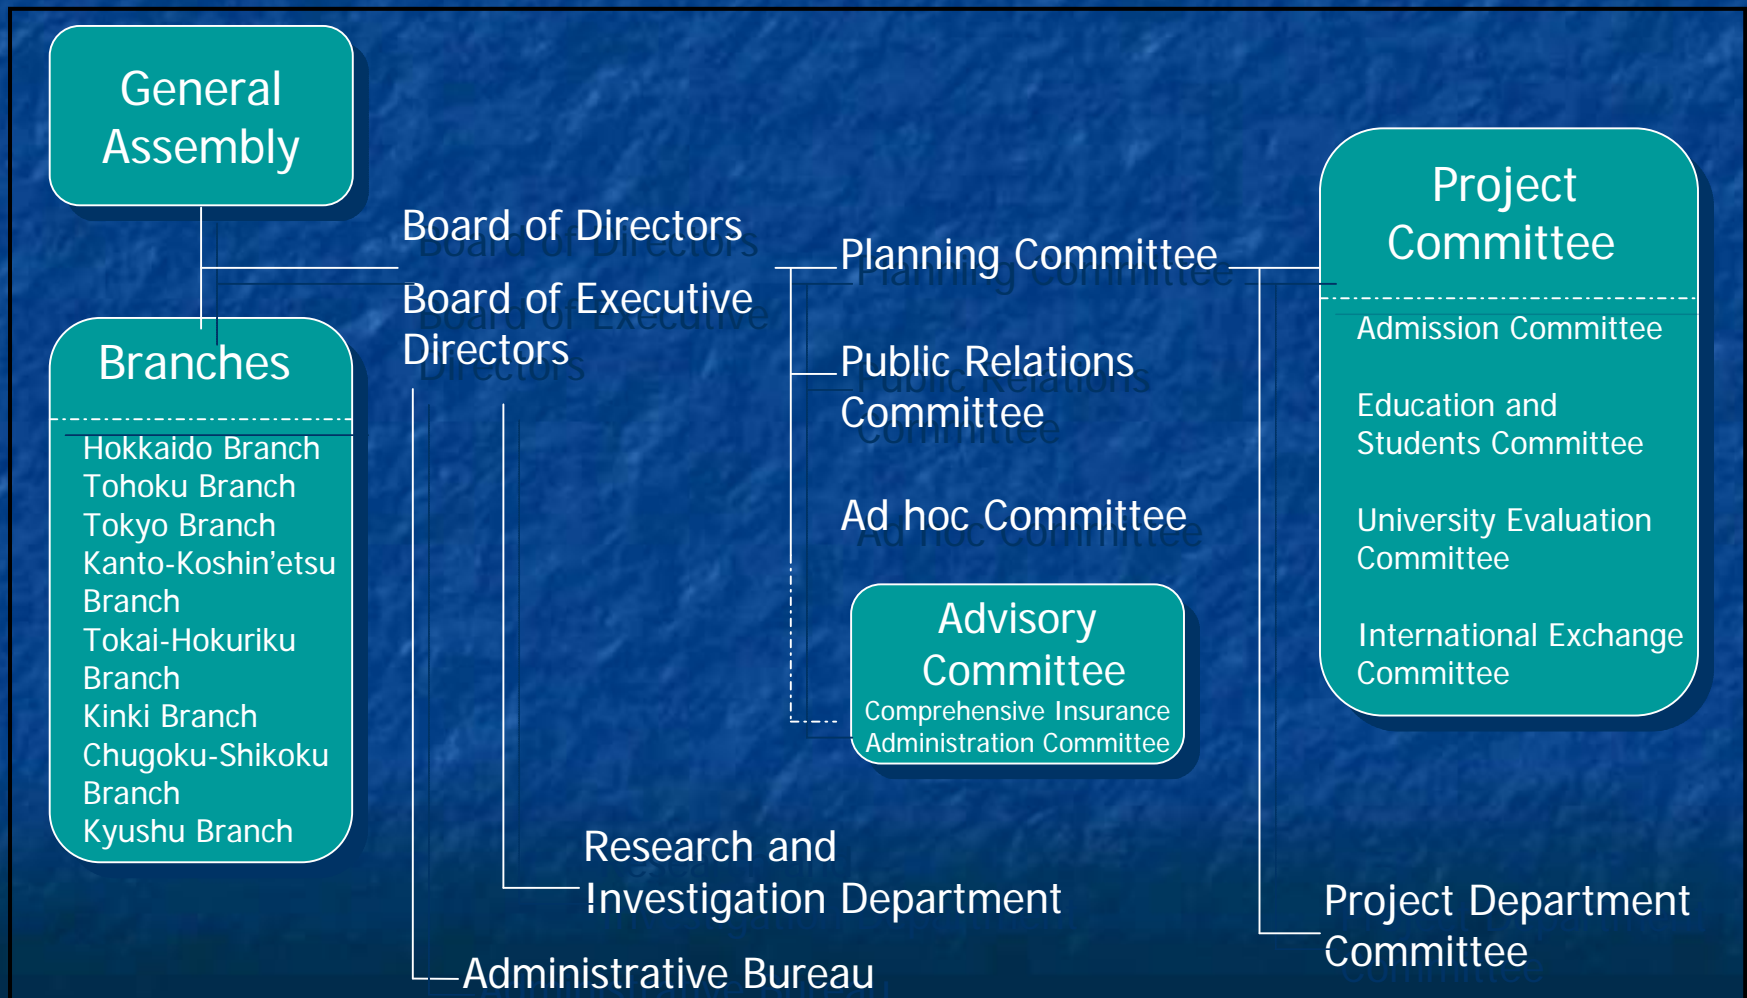 General
Assembly
Branches
Hokkaido Branch
Tohoku Branch
Tokyo Branch
Kanto-Koshin’etsu
Branch
Tokai-Hokuriku
Branch
Kinki Branch
Chugoku-Shikoku
Branch
Kyushu Branch
Board of Directors
Board of Executive
Directors
Planning Committee
Public Relations
Committee
Ad hoc Committee
Advisory
Committee
Comprehensive Insurance
Administration Committee
Research and
Investigation Department
Administrative Bureau
Project
Committee
Admission Committee
Education and
Students Committee
University Evaluation
Committee
International Exchange
Committee
Project Department
Committee